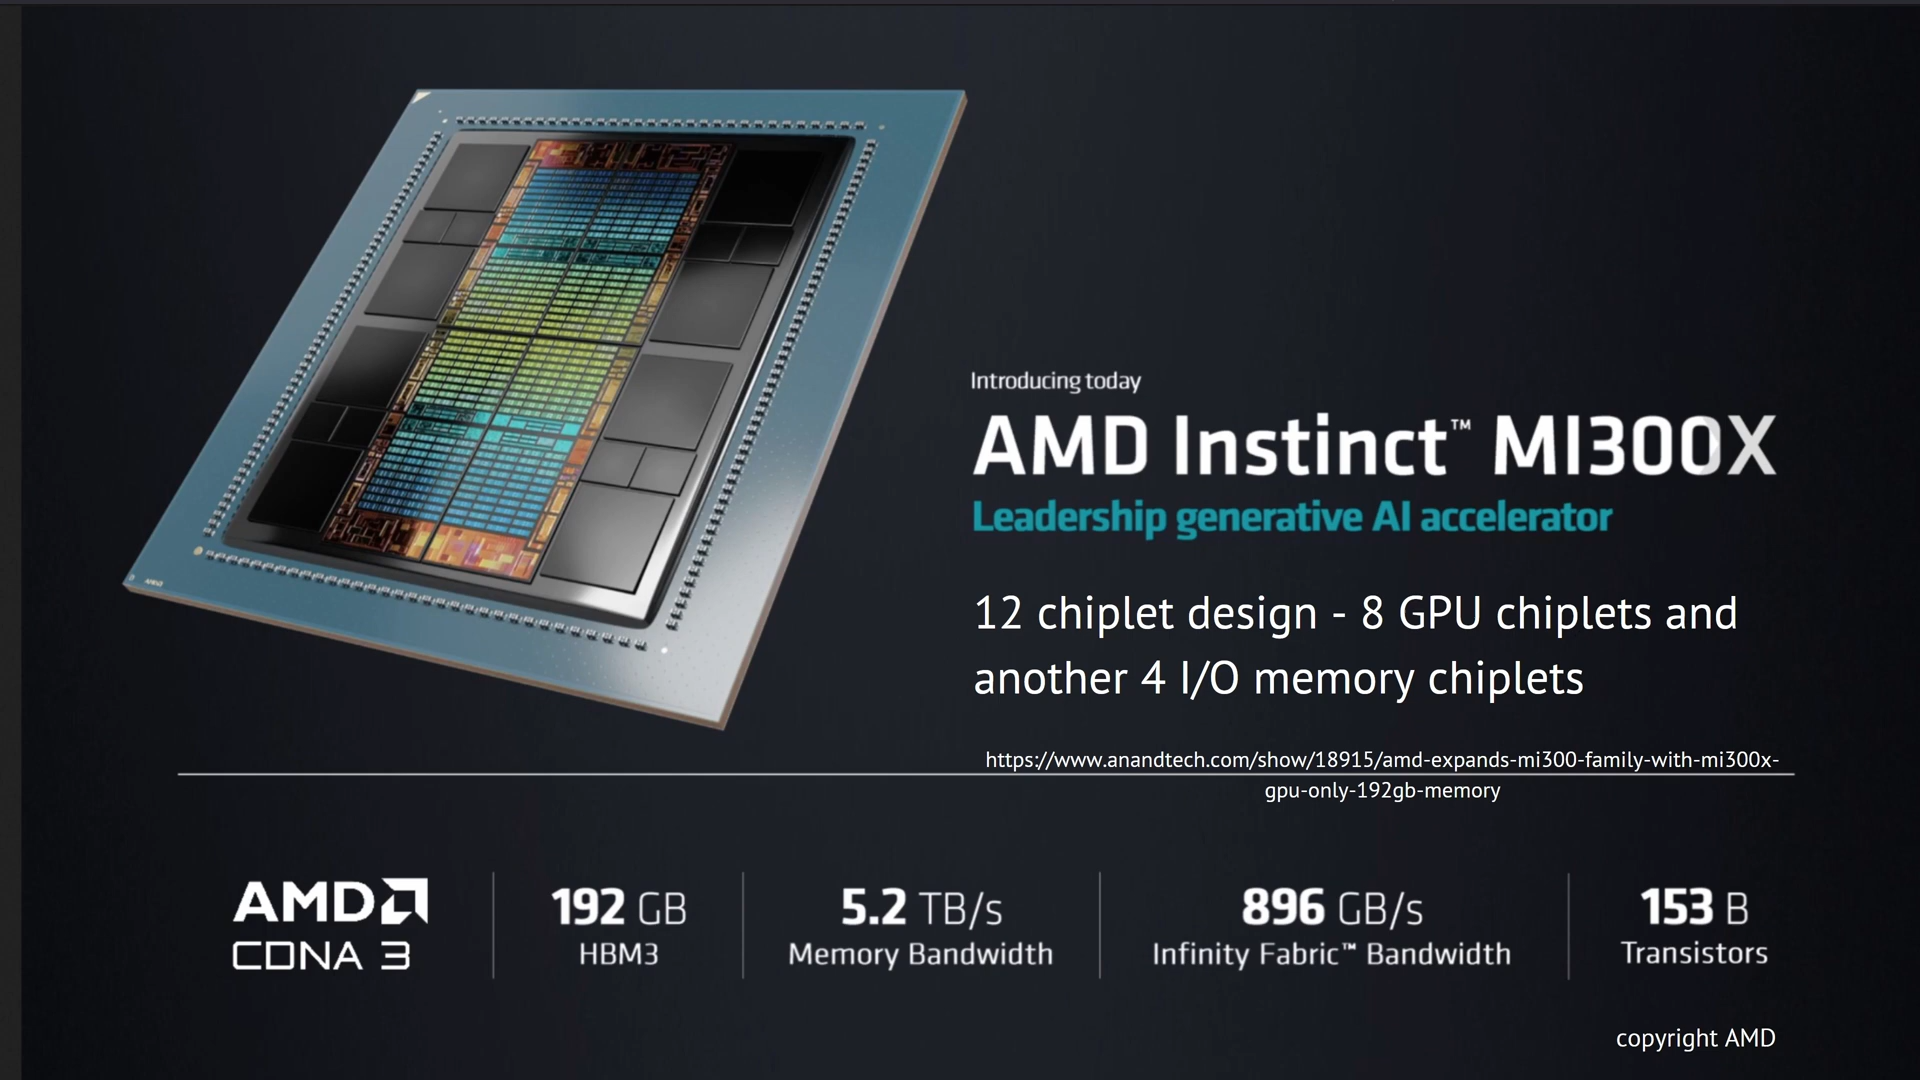 Introducing today
AMD Instinct™ MI300X
Leadership generative AI accelerator
12 chiplet design - 8 GPU chiplets and
another 4 I/O memory chiplets
https://www.anandtech.com/show/18915/amd-expands-mi300-family-with-mi300x-
gpu-only-192gb-memory
AMD
CDNA 3
192 GB
HBM3
5.2 TB/s
Memory Bandwidth
896 GB/s
Infinity Fabric™ Bandwidth
153 B
Transistors
copyright AMD